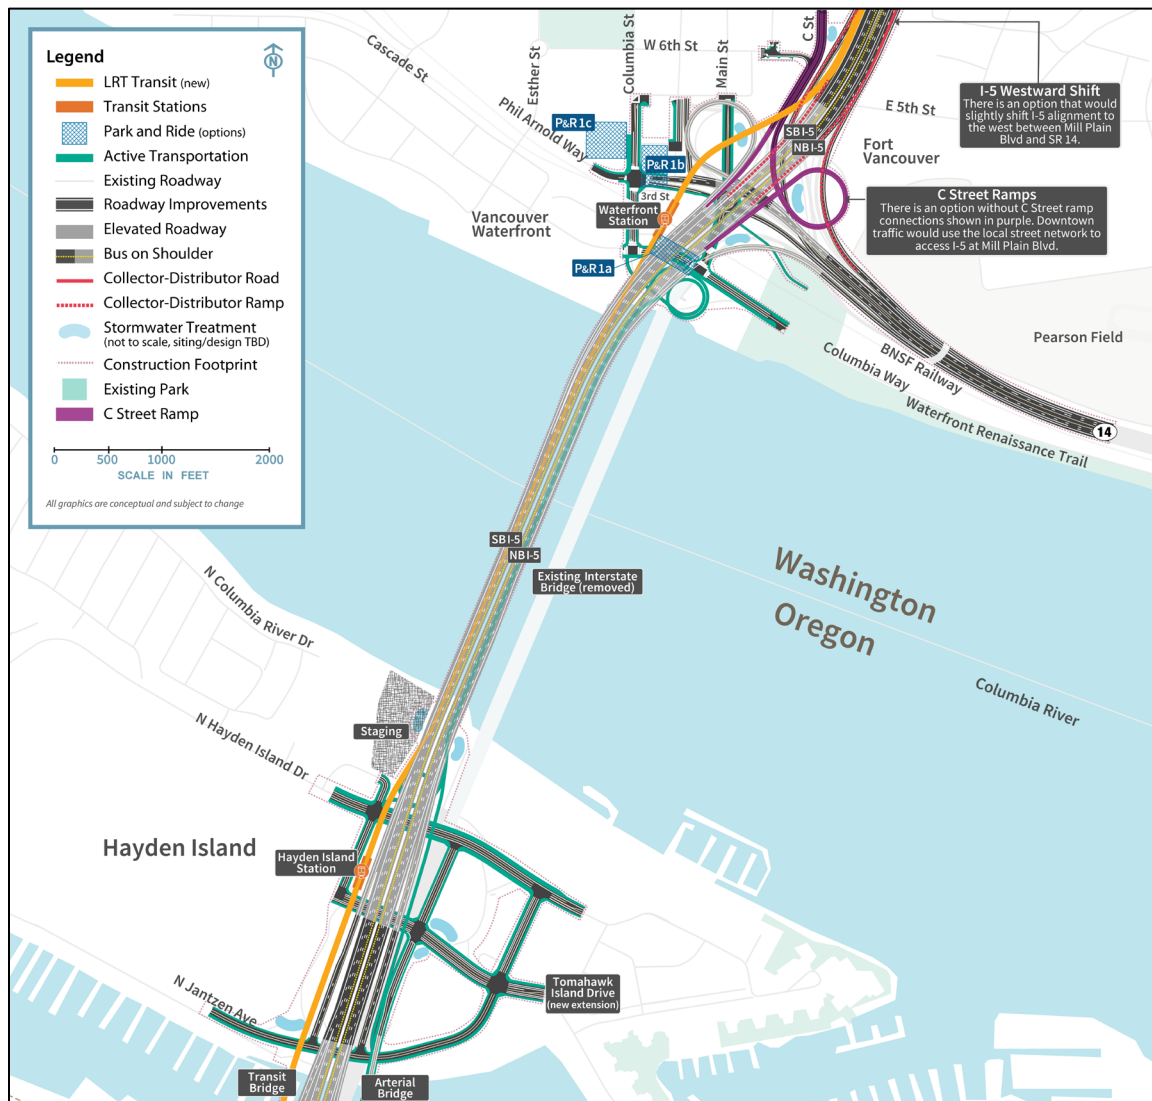 Legend
N
LRT Transit (new)
Transit Stations
Park and Ride (options)
Active Transportation
Existing Roadway
Roadway Improvements
Elevated Roadway
Bus on Shoulder
Collector-Distributor Road
Collector-Distributor Ramp
Stormwater Treatment
(not to scale, siting/design TBD)
Construction Footprint
Existing Park
C Street Ramp
0 500 1000 2000
SCALE IN FEET
All graphics are conceptual and subject to change
Cascade St
Esther St
Columbia St
W 6th St
Main St
C St
Phil Arnold Way
P&R 1c
P&R 1b
E 5th St
SB I-5
NB I-5
Fort
Vancouver
I-5 Westward Shift
There is an option that would
slightly shift I-5 alignment to
the west between Mill Plain
Blvd and SR 14.
C Street Ramps
There is an option without C Street ramp
connections shown in purple. Downtown
traffic would use the local street network to
access I-5 at Mill Plain Blvd.
3rd St
Waterfront
Station
Vancouver
Waterfront
P&R 1a
Pearson Field
BNSF Railway
Columbia Way
Waterfront Renaissance Trail
14
SB I-5
NB I-5
Existing Interstate
Bridge (removed)
Washington
Oregon
Columbia River
N Columbia River Dr
N Hayden Island Dr
Staging
Hayden Island
Hayden Island
Station
N Jantzen Ave
Tomahawk
Island Drive
(new extension)
Transit
Bridge
Arterial
Bridge